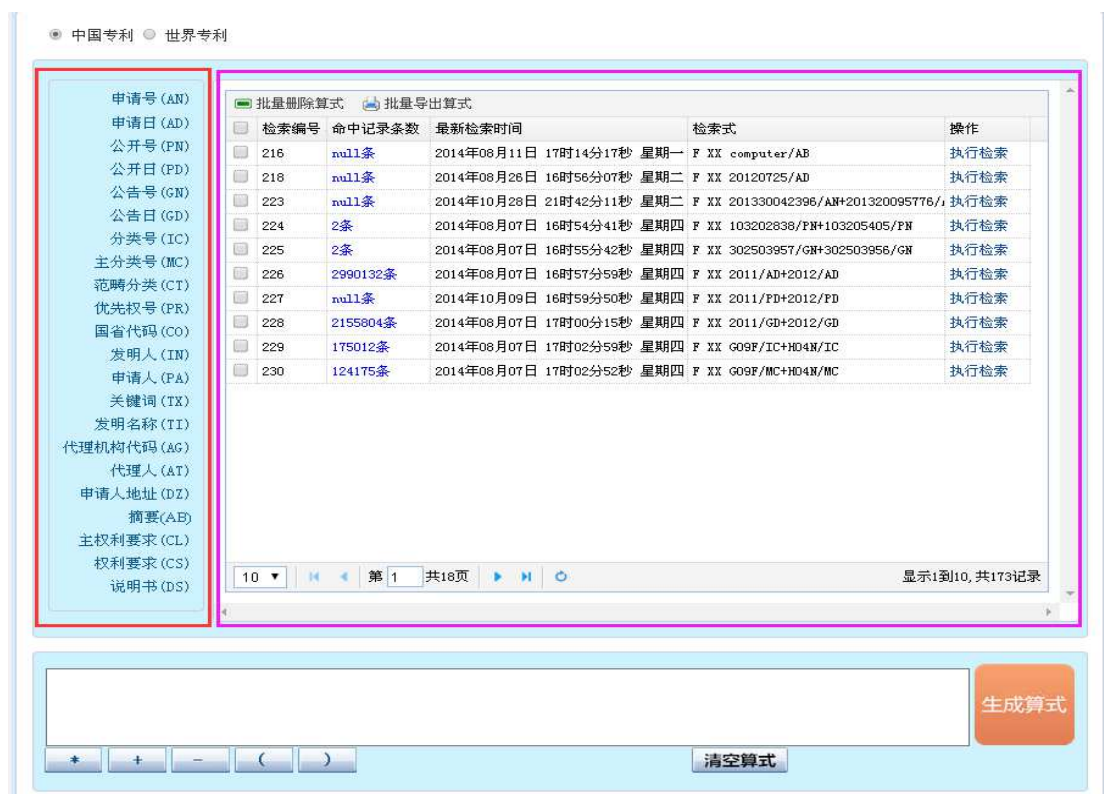 中国专利 世界专利
申请号(AN)
申请日(AD)
公开号(PN)
公开日(PD)
公告号(GN)
公告日(GD)
分类号(IC)
主分类号(MC)
范畴分类(CT)
优先权号(PR)
国省代码(CO)
发明人(IN)
申请人(PA)
关键词(TX)
发明名称(TI)
代理机构代码(AG)
代理人(AT)
申请人地址(DZ)
摘要(AB)
主权利要求(CL)
权利要求(CS)
说明书(DS)
批量删除算式 批量导出算式
检索编号 命中记录条数 最新检索时间 检索式 操作
216 null条 2014年08月11日 17时14分17秒 星期一 F XX computer/AB 执行检索
218 null条 2014年08月26日 16时56分07秒 星期二 F XX 20120725/AD 执行检索
223 null条 2014年10月28日 21时42分11秒 星期二 F XX 201330042396/AN+201320095776/ 执行检索
224 2条 2014年08月07日 16时54分41秒 星期四 F XX 103202838/PN+103205405/PN 执行检索
225 2条 2014年08月07日 16时55分42秒 星期四 F XX 302503957/GN+302503956/GN 执行检索
226 2990132条 2014年08月07日 16时57分59秒 星期四 F XX 2011/AD+2012/AD 执行检索
227 null条 2014年10月09日 16时59分50秒 星期四 F XX 2011/PD+2012/PD 执行检索
228 2155804条 2014年08月07日 17时00分15秒 星期四 F XX 2011/GD+2012/GD 执行检索
229 175012条 2014年08月07日 17时02分59秒 星期四 F XX G09F/IC+H04N/IC 执行检索
230 124175条 2014年08月07日 17时02分52秒 星期四 F XX G09F/MC+H04N/MC 执行检索
10 第 1 共18页 显示1到10,共173记录
生成算式
* + - ( ) 清空算式